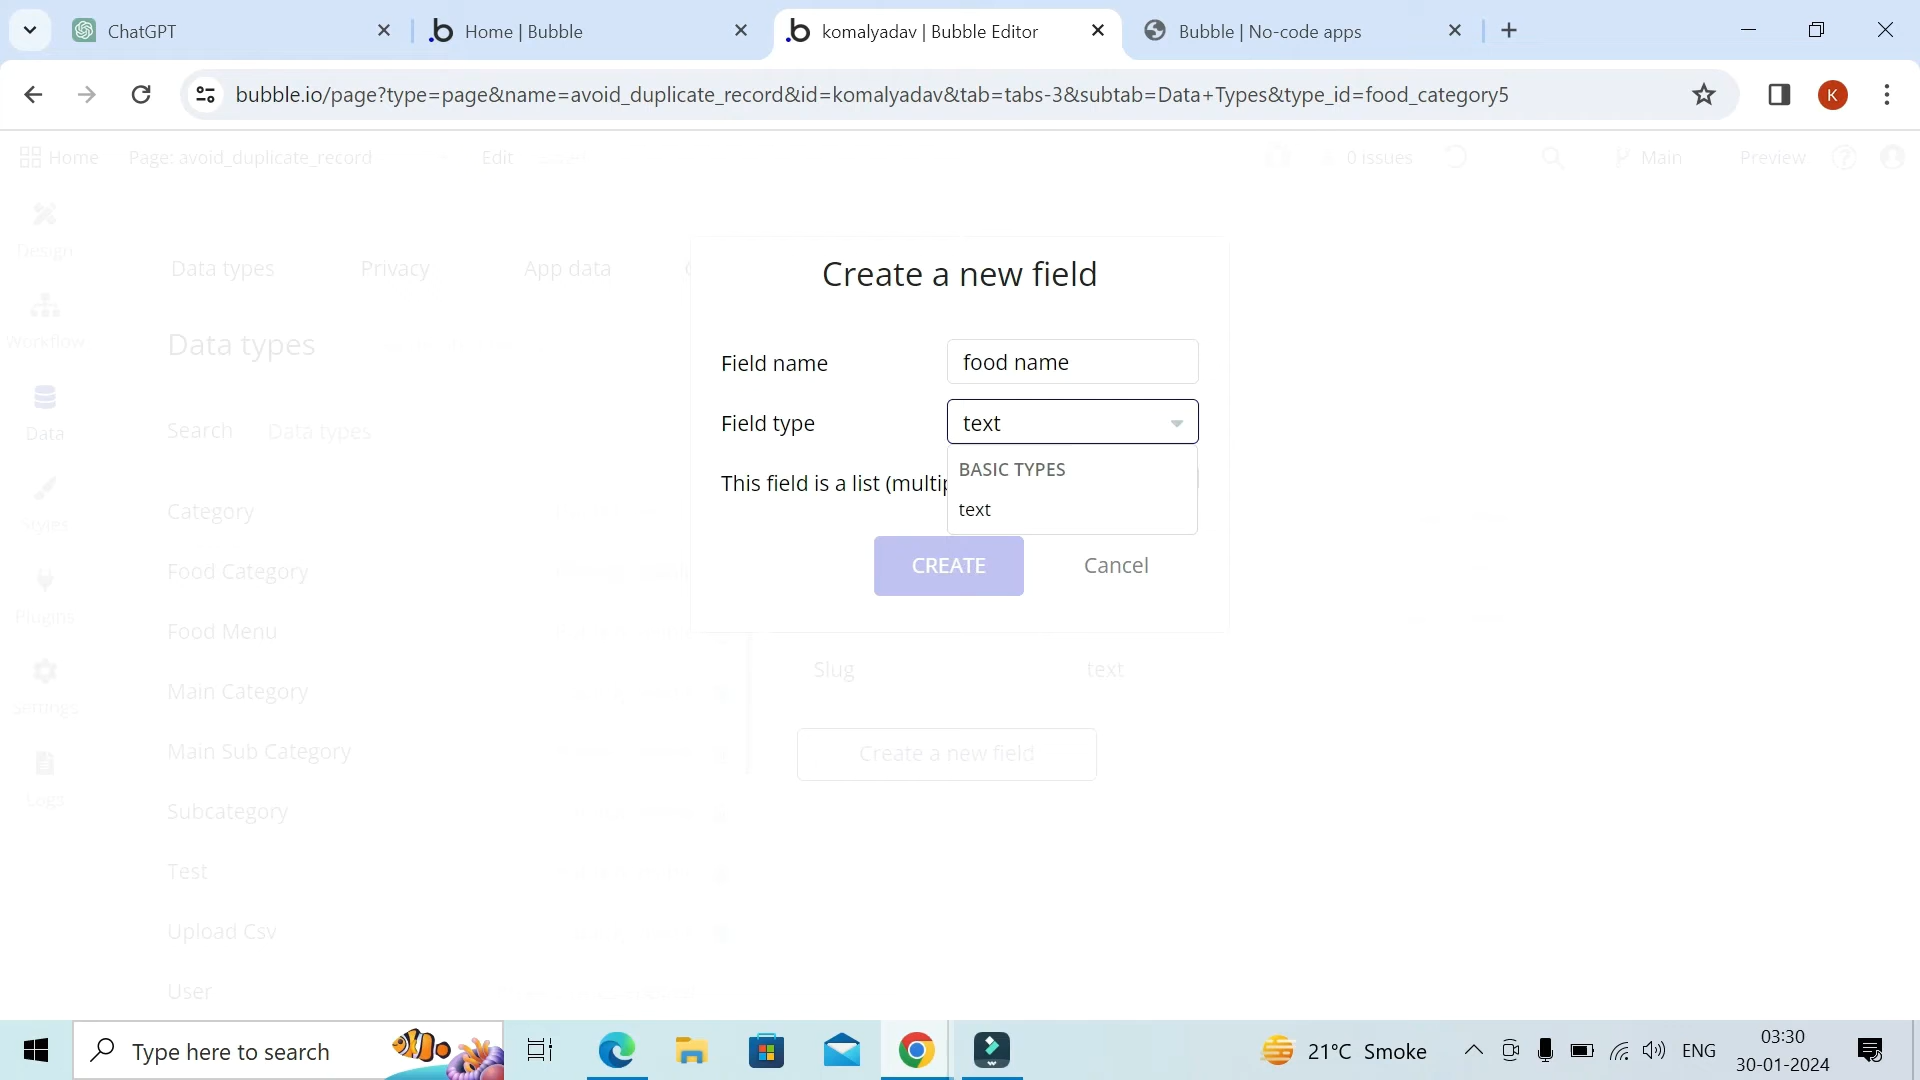 ChatGPT
Home | Bubble
komalyadav | Bubble Editor
Bubble | No-code apps
bubble.io/page?type=page&name=avoid_duplicate_record&id=komalyadav&tab=tabs-3&subtab=Data+Types&type_id=food_category5
K
Home
Page: avoid_duplicate_record
Edit
0 issues
Main
Preview
Design
Workflow
Data
Styles
Plugins
Settings
Logs
Data types
Privacy
App data
Data types
Search
Data types
Category
Food Category
Food Menu
Main Category
Main Sub Category
Subcategory
Test
Upload Csv
User
Create a new field
Field name
food name
Field type
text
This field is a list
BASIC TYPES
text
CREATE
Cancel
Slug
text
Create a new field
Type here to search
21°C Smoke
ENG
03:30
30-01-2024